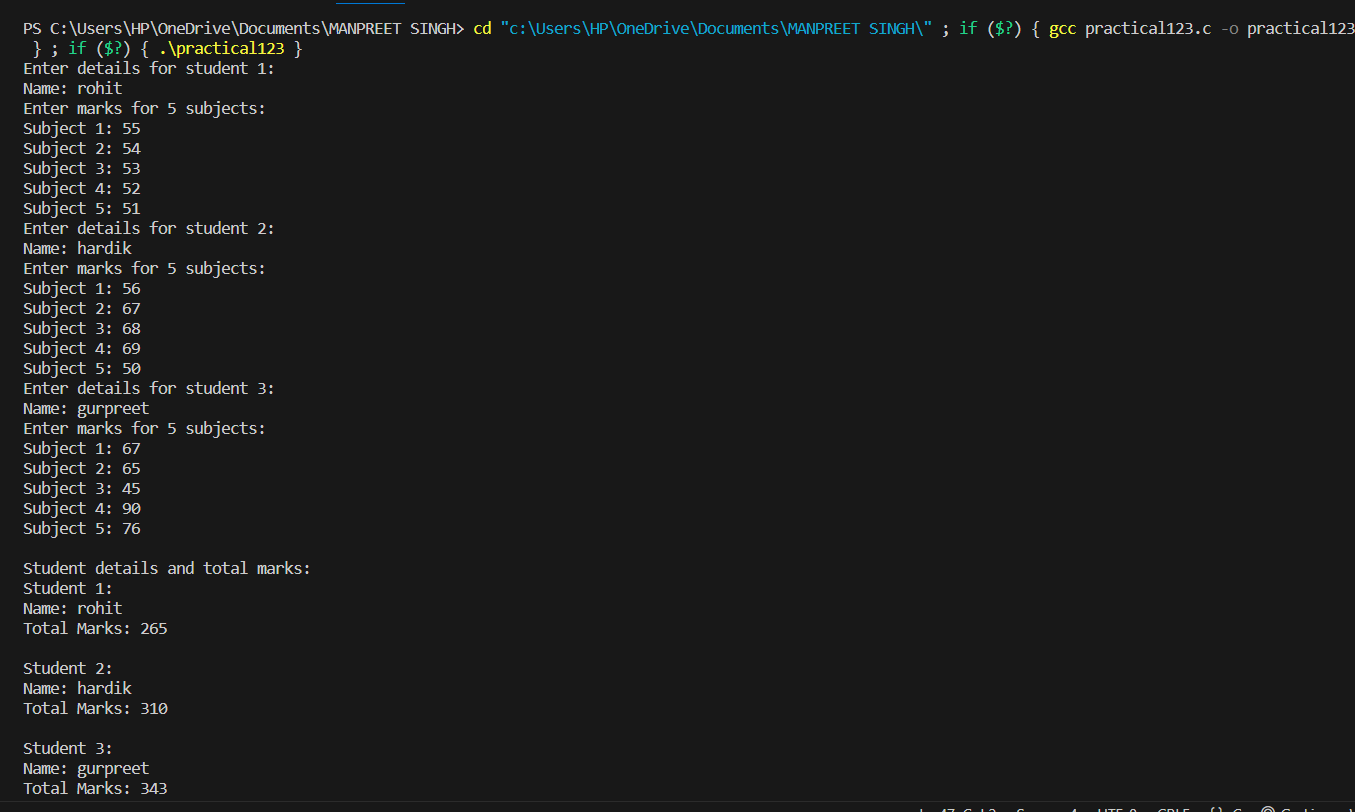 PS C:\Users\HP\OneDrive\Documents\MANPREET SINGH> cd "c:\Users\HP\OneDrive\Documents\MANPREET SINGH\" ; if ($?) { gcc practical123.c -o practical123
 } ; if ($?) { .\practical123 }
Enter details for student 1:
Name: rohit
Enter marks for 5 subjects:
Subject 1: 55
Subject 2: 54
Subject 3: 53
Subject 4: 52
Subject 5: 51
Enter details for student 2:
Name: hardik
Enter marks for 5 subjects:
Subject 1: 56
Subject 2: 67
Subject 3: 68
Subject 4: 69
Subject 5: 50
Enter details for student 3:
Name: gurpreet
Enter marks for 5 subjects:
Subject 1: 67
Subject 2: 65
Subject 3: 45
Subject 4: 90
Subject 5: 76

Student details and total marks:
Student 1:
Name: rohit
Total Marks: 265

Student 2:
Name: hardik
Total Marks: 310

Student 3:
Name: gurpreet
Total Marks: 343